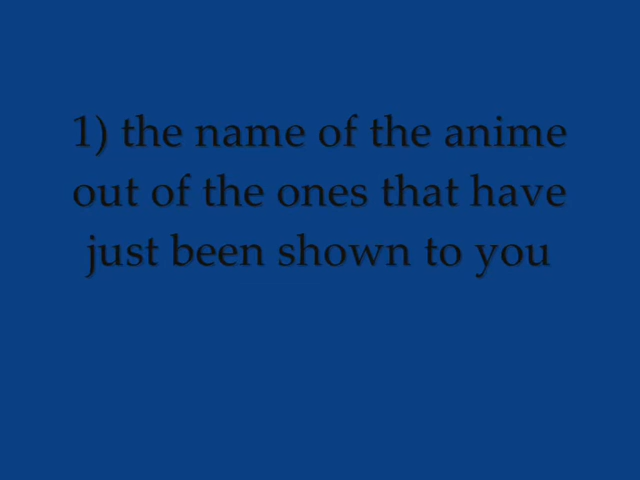 1) the name of the anime
out of the ones that have
just been shown to you